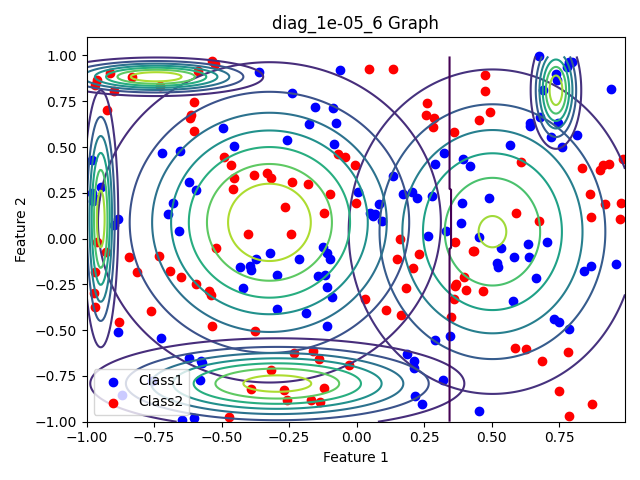 diag_1e-05_6 Graph
1.00
0.75
0.50
0.25
0.00
−0.25
−0.50
−0.75
−1.00
Feature 2
Class1
Class2
−1.00 −0.75 −0.50 −0.25 0.00 0.25 0.50 0.75
Feature 1